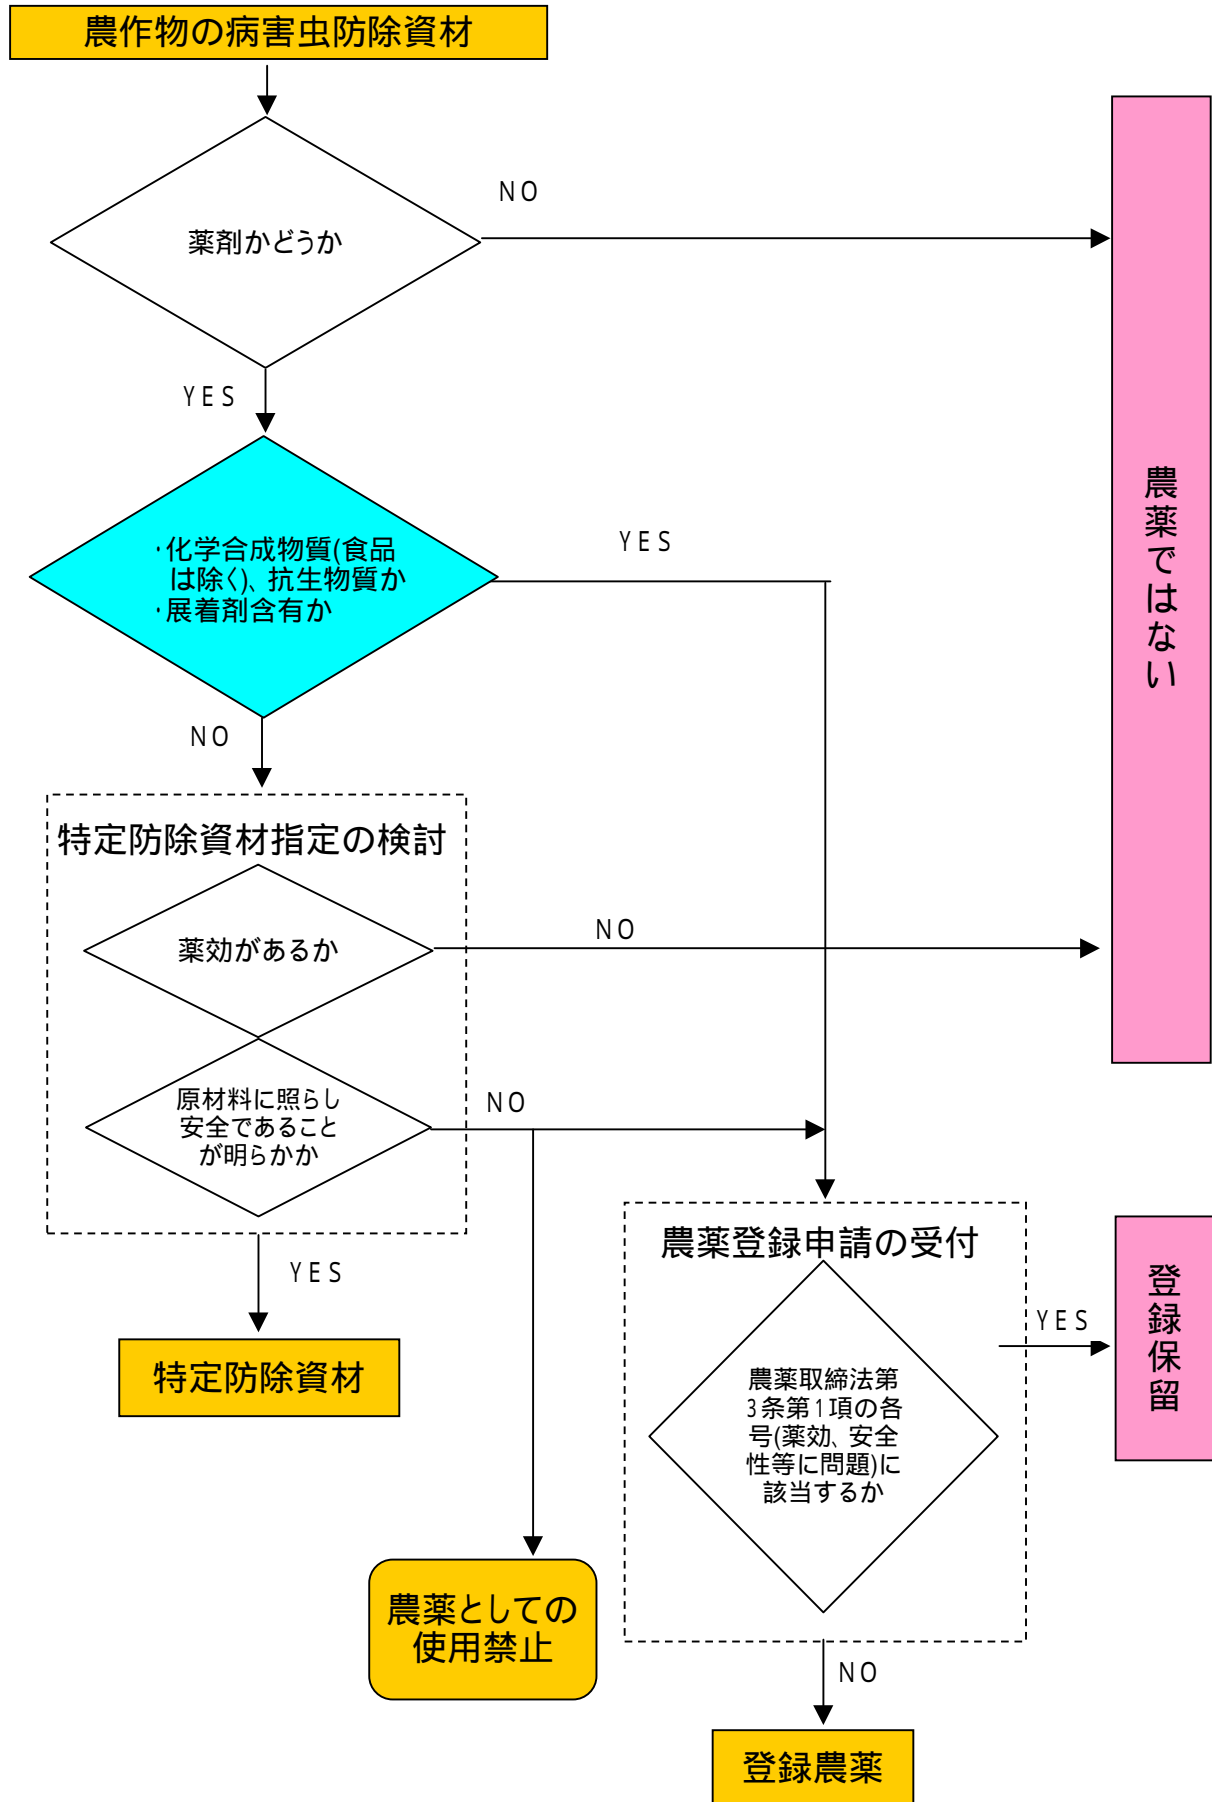 農作物の病害虫防除資材
NO
薬剤かどうか
YES
・化学合成物質(食品
は除く)、抗生物質か
・展着剤含有か
YES
農薬ではない
NO
特定防除資材指定の検討
薬効があるか
NO
原材料に照らし
安全であること
が明らかか
NO
YES
特定防除資材
農薬登録申請の受付
農薬取締法第
3条第1項の各
号(薬効、安全
性等に問題)に
該当するか
YES
登録保留
農薬としての
使用禁止
NO
登録農薬